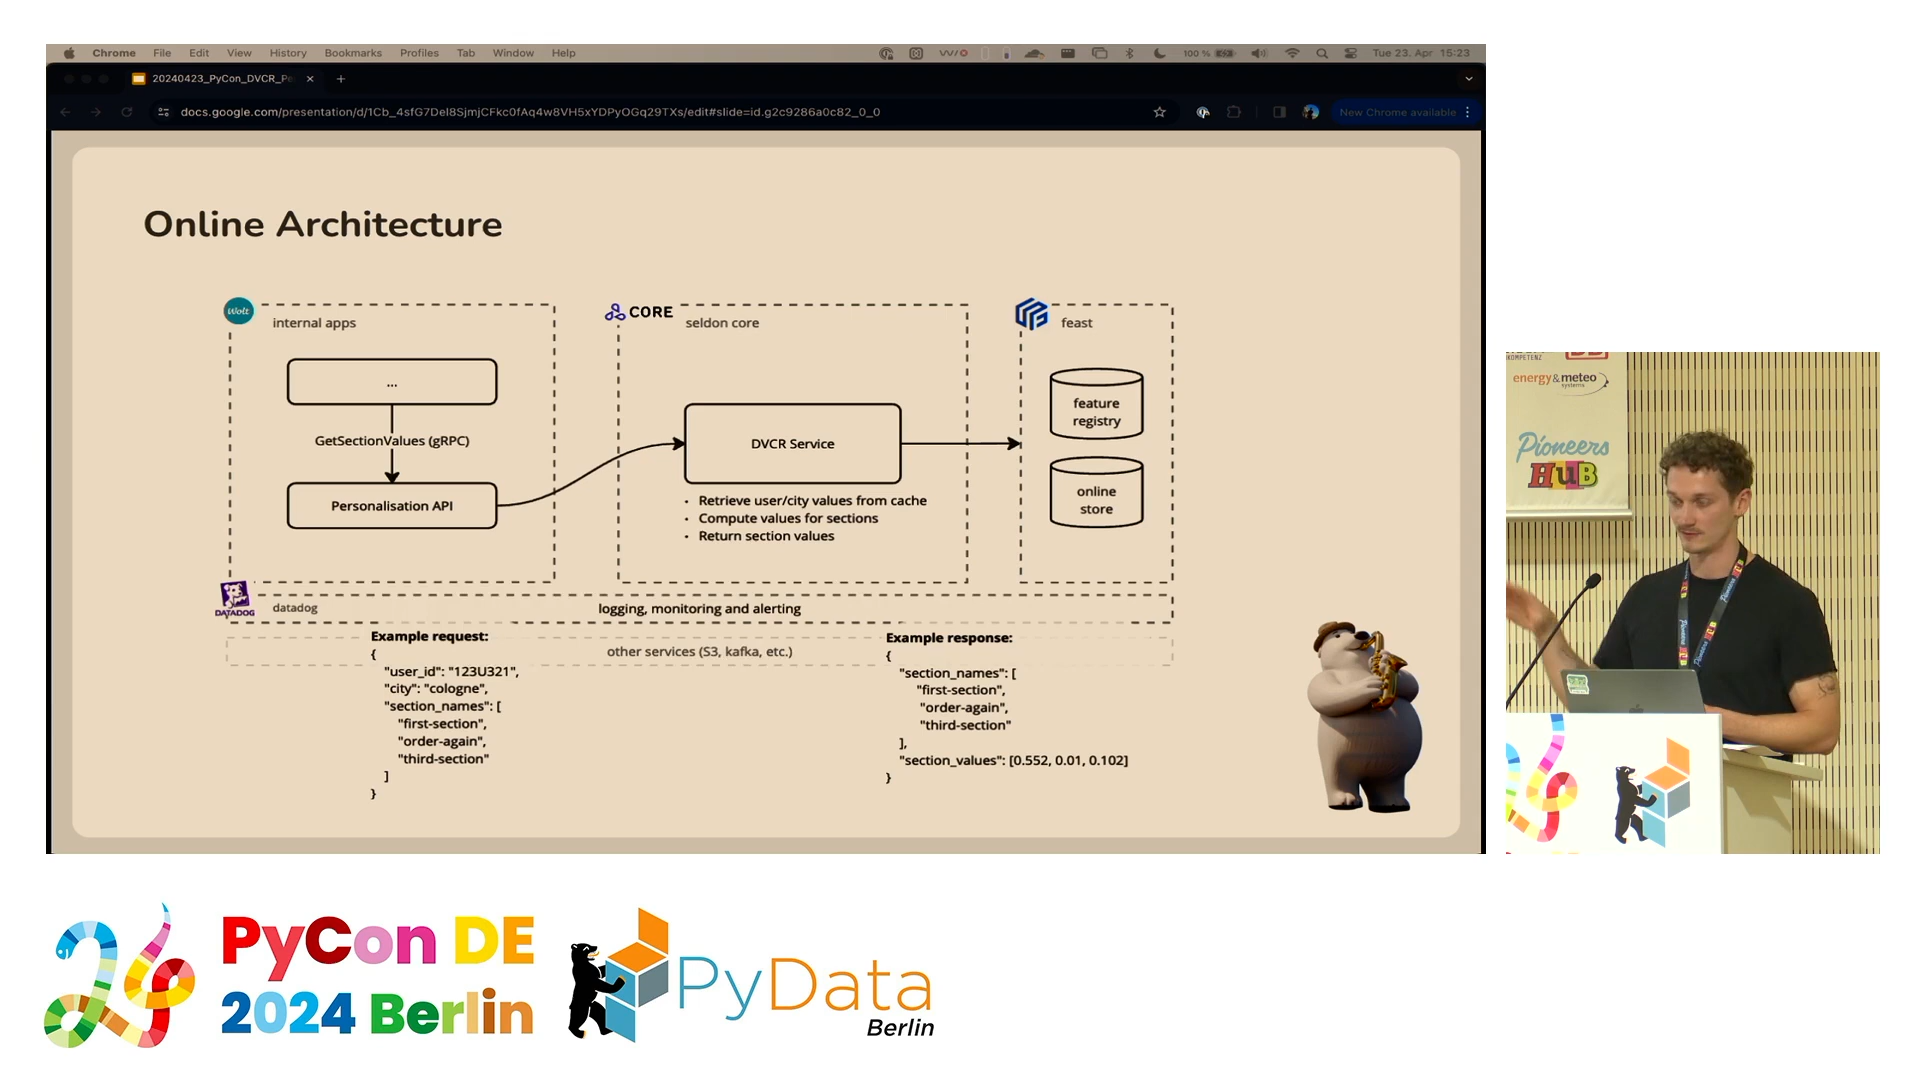 Chrome File Edit View History Bookmarks Profiles Tab Window Help
100 % Tue 23. Apr 15:23
20240423_PyCon_DVCR_Pe
docs.google.com/presentation/d/1Cb_4sfG7Del8SjmjCFkc0fAq4w8VH5xYDPyOGq29TXs/edit#slide=id.g2c9286a0c82_0_0
New Chrome available
Online Architecture
Wolt
internal apps
...
GetSectionValues (gRPC)
Personalisation API
CORE
seldon core
DVCR Service
• Retrieve user/city values from cache
• Compute values for sections
• Return section values
feast
feature
registry
online
store
DATADOG
datadog
logging, monitoring and alerting
other services (S3, kafka, etc.)
Example request:
{
"user_id": "123U321",
"city": "cologne",
"section_names": [
"first-section",
"order-again",
"third-section"
]
}
Example response:
{
"section_names": [
"first-section",
"order-again",
"third-section"
],
"section_values": [0.552, 0.01, 0.102]
}
KOMPETENZ
energy & meteo
systems
Pioneers
HUB
PyCon DE
2024 Berlin
PyData
Berlin